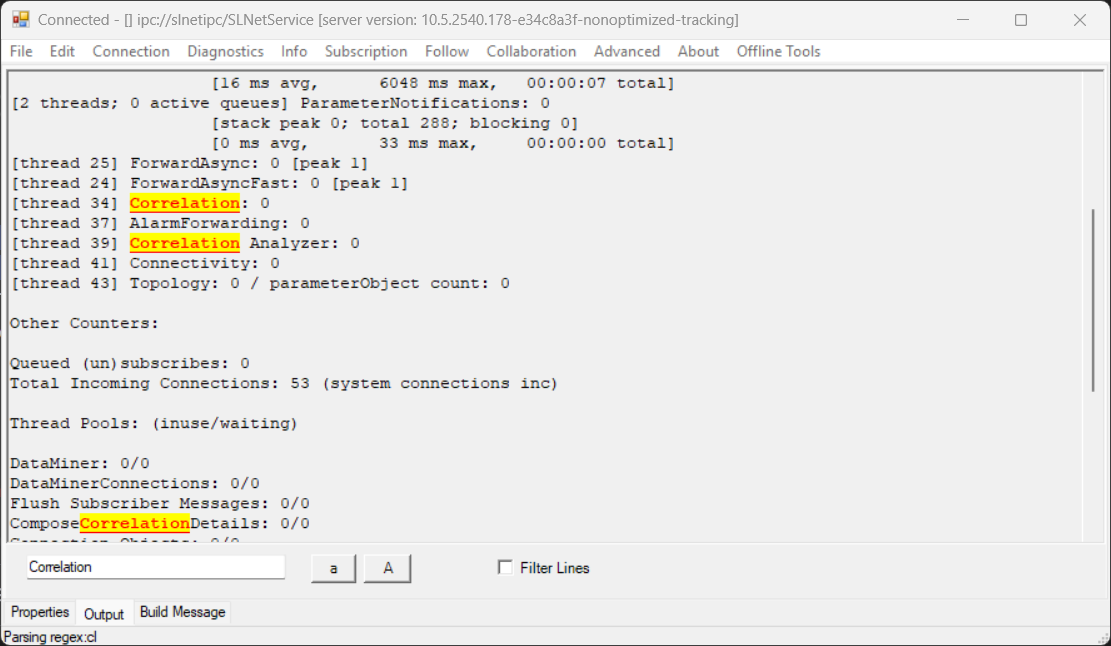 Connected - [] ipc://slnetipc/SLNetService [server version: 10.5.2540.178-e34c8a3f-nonoptimized-tracking]
File Edit Connection Diagnostics Info Subscription Follow Collaboration Advanced About Offline Tools
[16 ms avg, 6048 ms max, 00:00:07 total]
[2 threads; 0 active queues] ParameterNotifications: 0
[stack peak 0; total 288; blocking 0]
[0 ms avg, 33 ms max, 00:00:00 total]
[thread 25] ForwardAsync: 0 [peak 1]
[thread 24] ForwardAsyncFast: 0 [peak 1]
[thread 34] Correlation: 0
[thread 37] AlarmForwarding: 0
[thread 39] Correlation Analyzer: 0
[thread 41] Connectivity: 0
[thread 43] Topology: 0 / parameterObject count: 0
Other Counters:
Queued (un)subscribes: 0
Total Incoming Connections: 53 (system connections inc)
Thread Pools: (inuse/waiting)
DataMiner: 0/0
DataMinerConnections: 0/0
Flush Subscriber Messages: 0/0
ComposeCorrelationDetails: 0/0
Correlation a A Filter Lines
Properties Output Build Message
Parsing regex:cl